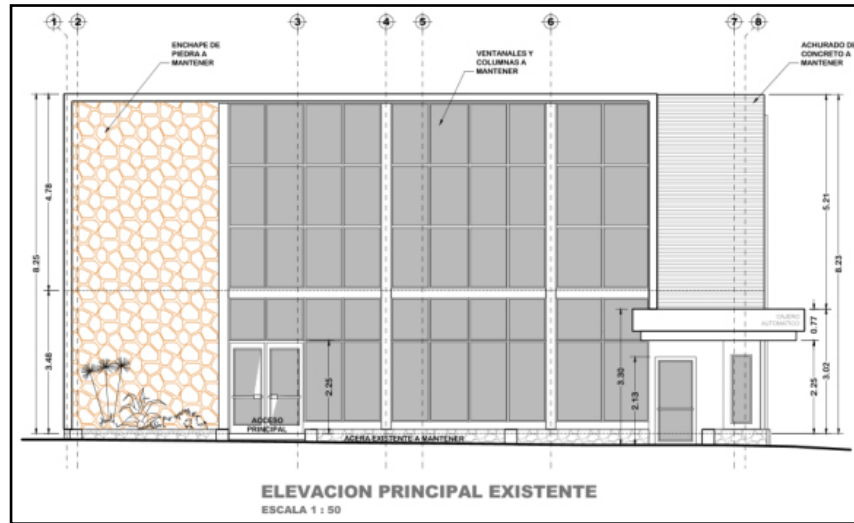 1 2 3 4 5 6 7 8
ENCHAPE DE
PIEDRA A
MANTENER
VENTANALES Y
COLUMNAS A
MANTENER
ACHURADO DE
CONCRETO A
MANTENER
8.25
4.78
3.48
2.25
3.30
2.13
5.21
8.23
0.77
3.02
2.25
CAJERO
AUTOMATICO
ACCESO
PRINCIPAL
ACERA EXISTENTE A MANTENER
ELEVACION PRINCIPAL EXISTENTE
ESCALA 1 : 50